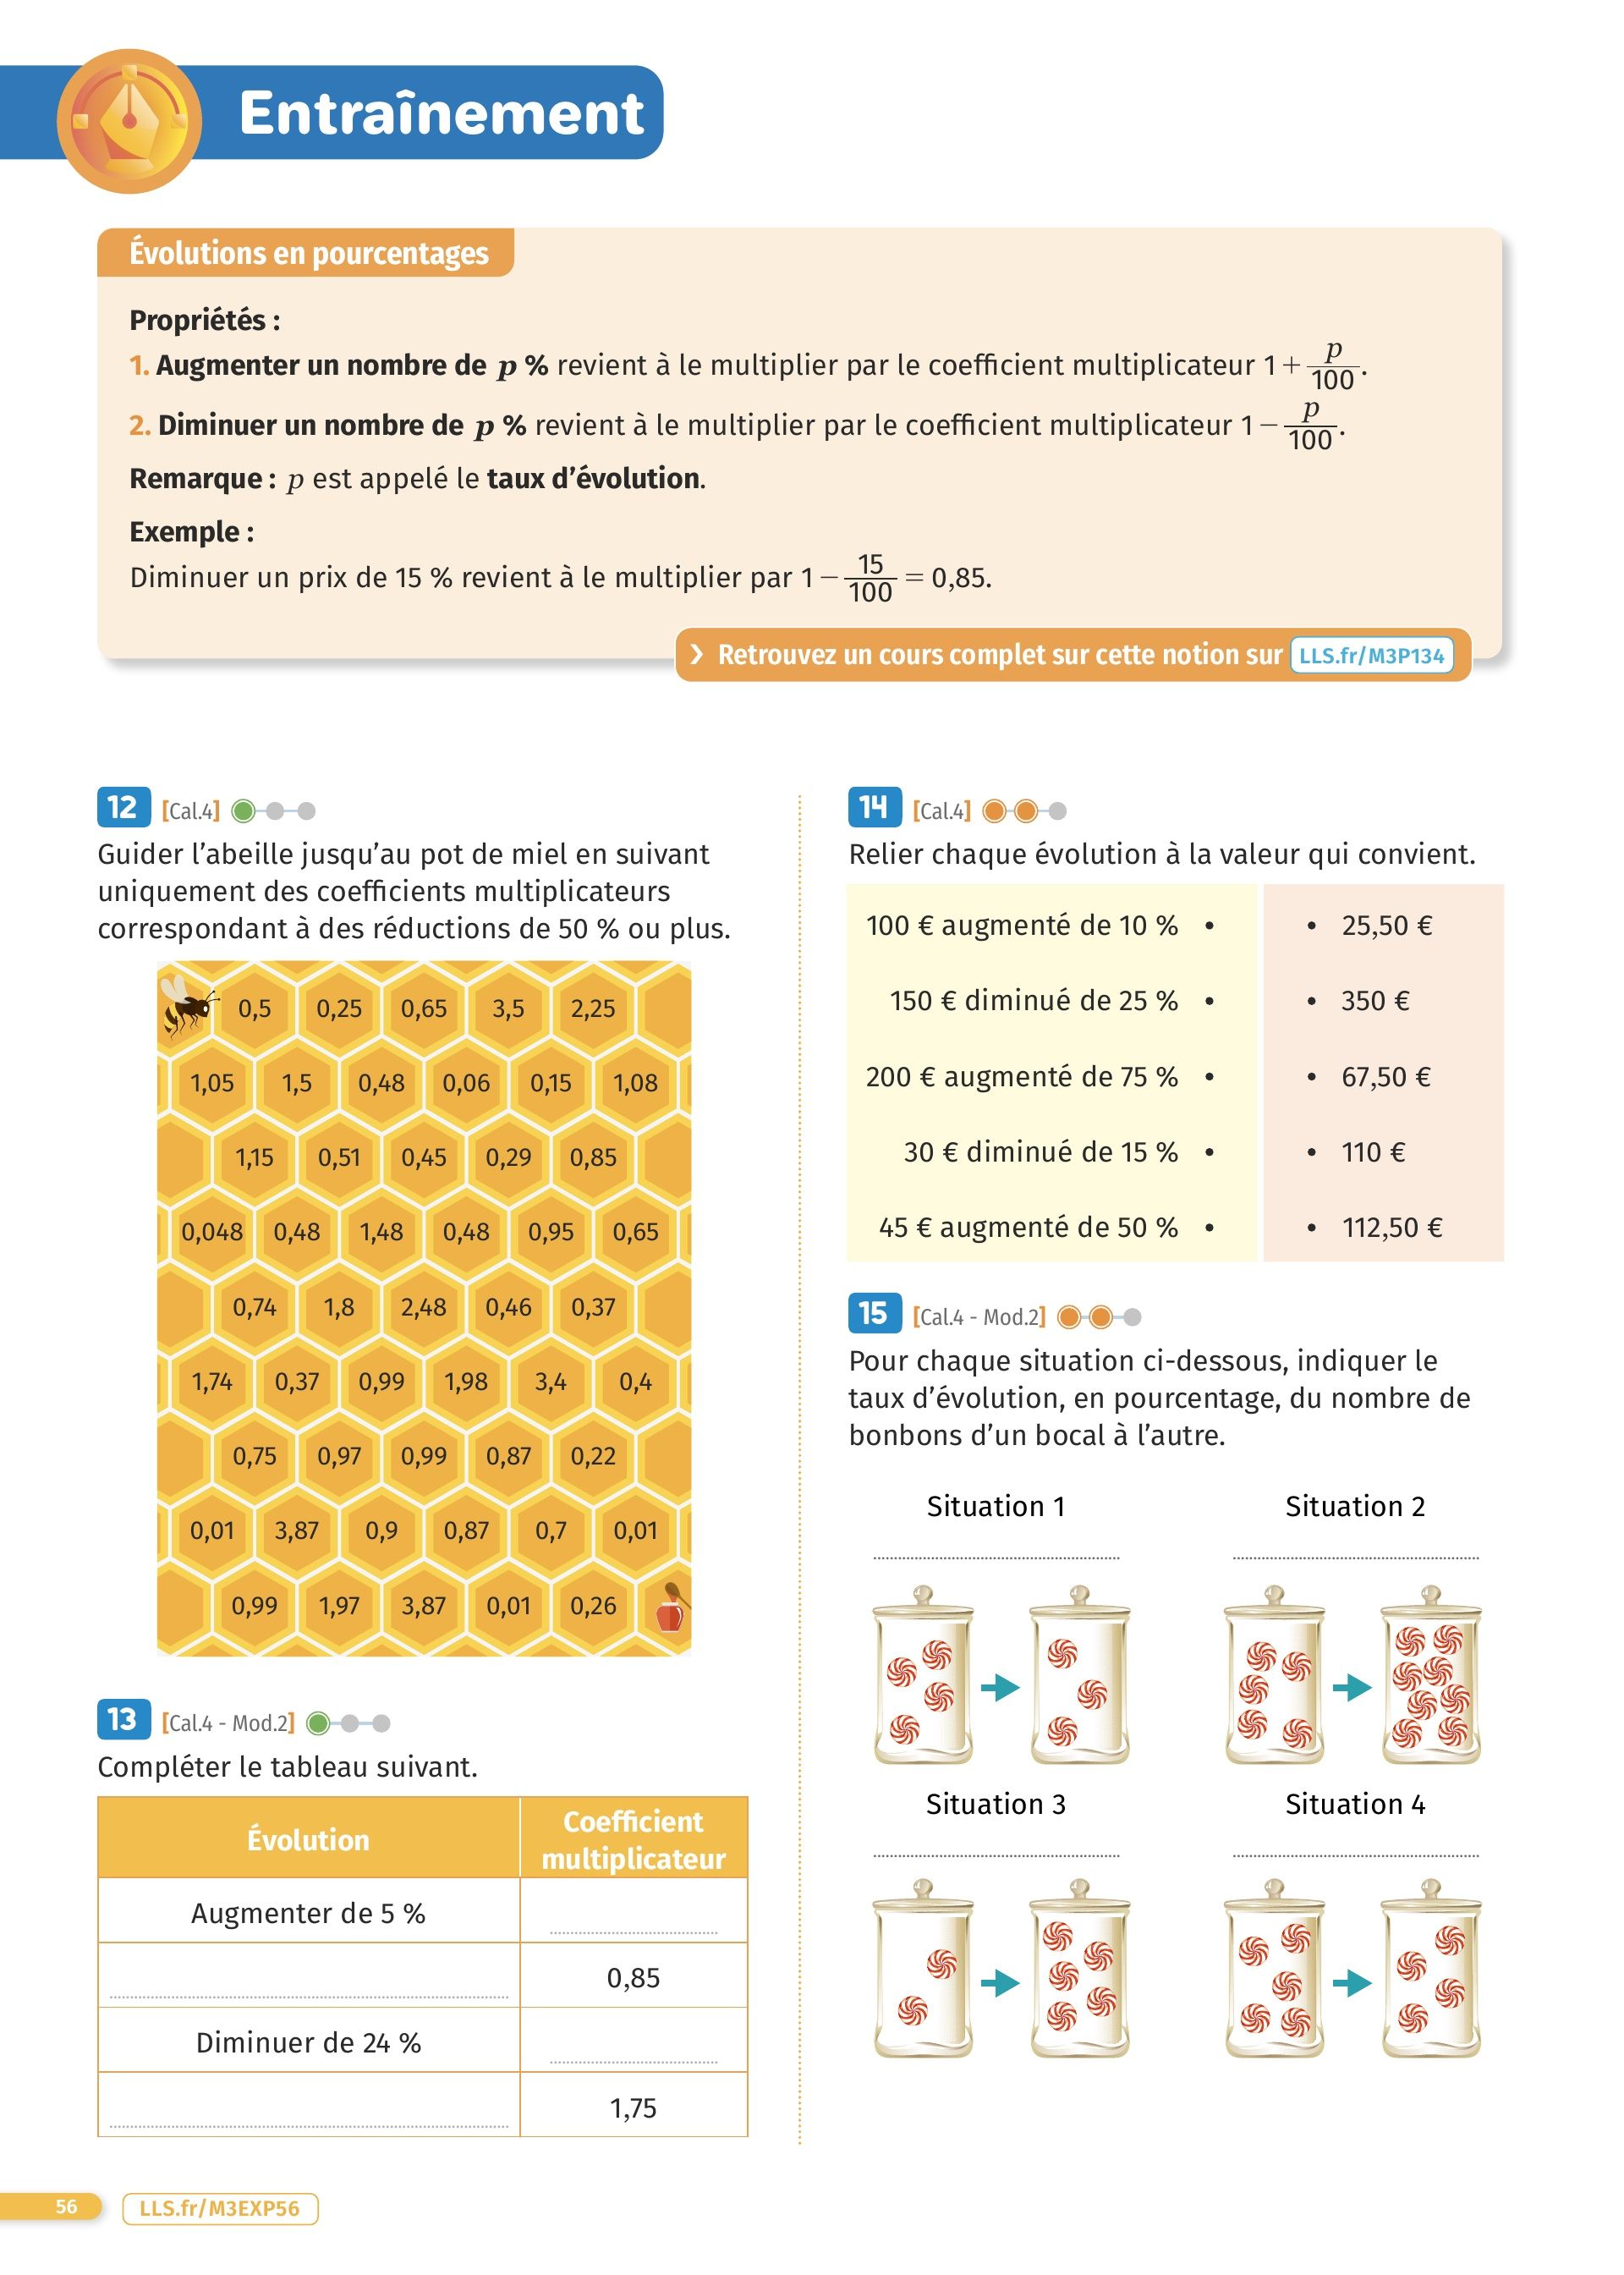 Entraînement
Évolutions en pourcentages
Propriétés :
1. Augmenter un nombre de p % revient à le multiplier par le coefficient multiplicateur 1 + p/100.
2. Diminuer un nombre de p % revient à le multiplier par le coefficient multiplicateur 1 − p/100.
Remarque : p est appelé le taux d’évolution.
Exemple :
Diminuer un prix de 15 % revient à le multiplier par 1 − 15/100 = 0,85.
› Retrouvez un cours complet sur cette notion sur LLS.fr/M3P134
12 [Cal.4]
Guider l’abeille jusqu’au pot de miel en suivant
uniquement des coefficients multiplicateurs
correspondant à des réductions de 50 % ou plus.
0,5 0,25 0,65 3,5 2,25
1,05 1,5 0,48 0,06 0,15 1,08
1,15 0,51 0,45 0,29 0,85
0,048 0,48 1,48 0,48 0,95 0,65
0,74 1,8 2,48 0,46 0,37
1,74 0,37 0,99 1,98 3,4 0,4
0,75 0,97 0,99 0,87 0,22
0,01 3,87 0,9 0,87 0,7 0,01
0,99 1,97 3,87 0,01 0,26
13 [Cal.4 - Mod.2]
Compléter le tableau suivant.
Évolution
Coefficient
multiplicateur
Augmenter de 5 %
0,85
Diminuer de 24 %
1,75
14 [Cal.4]
Relier chaque évolution à la valeur qui convient.
100 € augmenté de 10 % • • 25,50 €
150 € diminué de 25 % • • 350 €
200 € augmenté de 75 % • • 67,50 €
30 € diminué de 15 % • • 110 €
45 € augmenté de 50 % • • 112,50 €
15 [Cal.4 - Mod.2]
Pour chaque situation ci-dessous, indiquer le
taux d’évolution, en pourcentage, du nombre de
bonbons d’un bocal à l’autre.
Situation 1 Situation 2
Situation 3 Situation 4
56 LLS.fr/M3EXP56